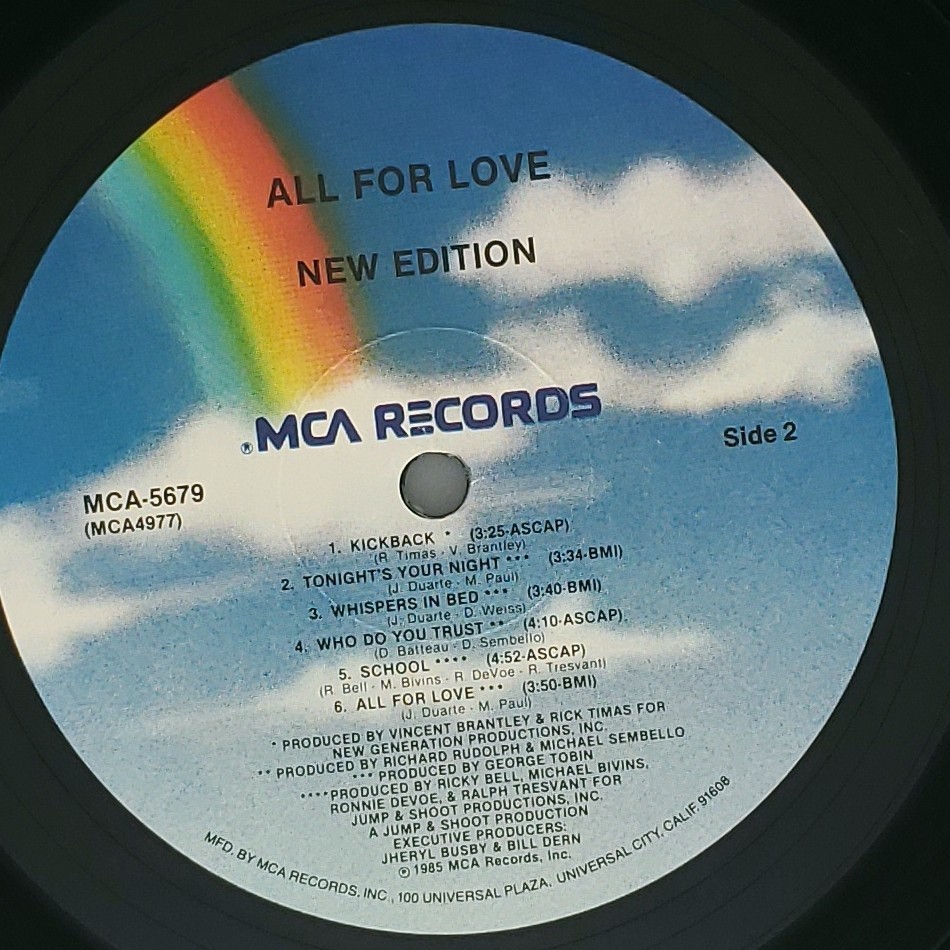 ALL FOR LOVE
NEW EDITION
®MCA RECORDS
Side 2
MCA-5679
(MCA4977)
1. KICKBACK * (3:25-ASCAP)
(R. Timas - V. Brantley)
2. TONIGHT'S YOUR NIGHT *** (3:34-BMI)
(J. Duarte - M. Paul)
3. WHISPERS IN BED *** (3:40-BMI)
(J. Duarte - D. Weiss)
4. WHO DO YOU TRUST ** (4:10-ASCAP)
(D. Batteau - D. Sembello)
5. SCHOOL **** (4:52-ASCAP)
(R. Bell - M. Bivins - R. DeVoe - R. Tresvant)
6. ALL FOR LOVE *** (3:50-BMI)
(J. Duarte - M. Paul)
* PRODUCED BY VINCENT BRANTLEY & RICK TIMAS FOR
NEW GENERATION PRODUCTIONS, INC.
** PRODUCED BY RICHARD RUDOLPH & MICHAEL SEMBELLO
*** PRODUCED BY GEORGE TOBIN
****PRODUCED BY RICKY BELL, MICHAEL BIVINS,
RONNIE DEVOE, & RALPH TRESVANT FOR
JUMP & SHOOT PRODUCTIONS, INC.
A JUMP & SHOOT PRODUCTION
EXECUTIVE PRODUCERS:
JHERYL BUSBY & BILL DERN
℗ 1985 MCA Records, Inc.
MFD. BY MCA RECORDS, INC., 100 UNIVERSAL PLAZA, UNIVERSAL CITY, CALIF. 91608